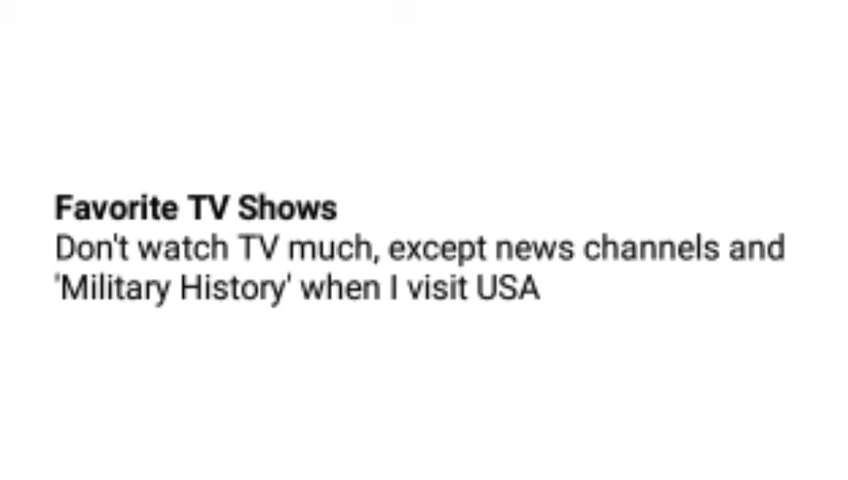 Favorite TV Shows
Don't watch TV much, except news channels and
'Military History' when I visit USA